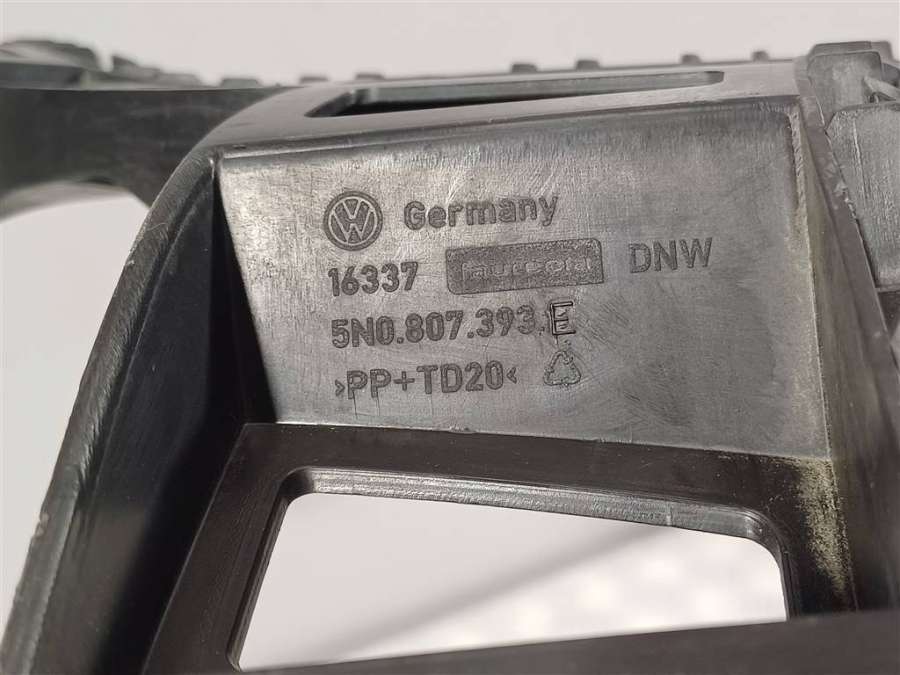 Germany
16337 DNW
5N0.807.393.E
>PP+TD20<